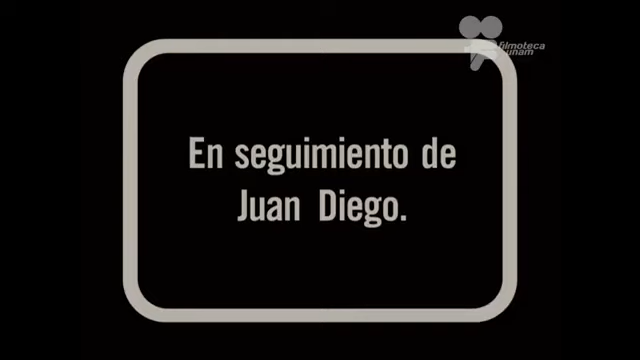 filmoteca
unam
En seguimiento de
Juan Diego.